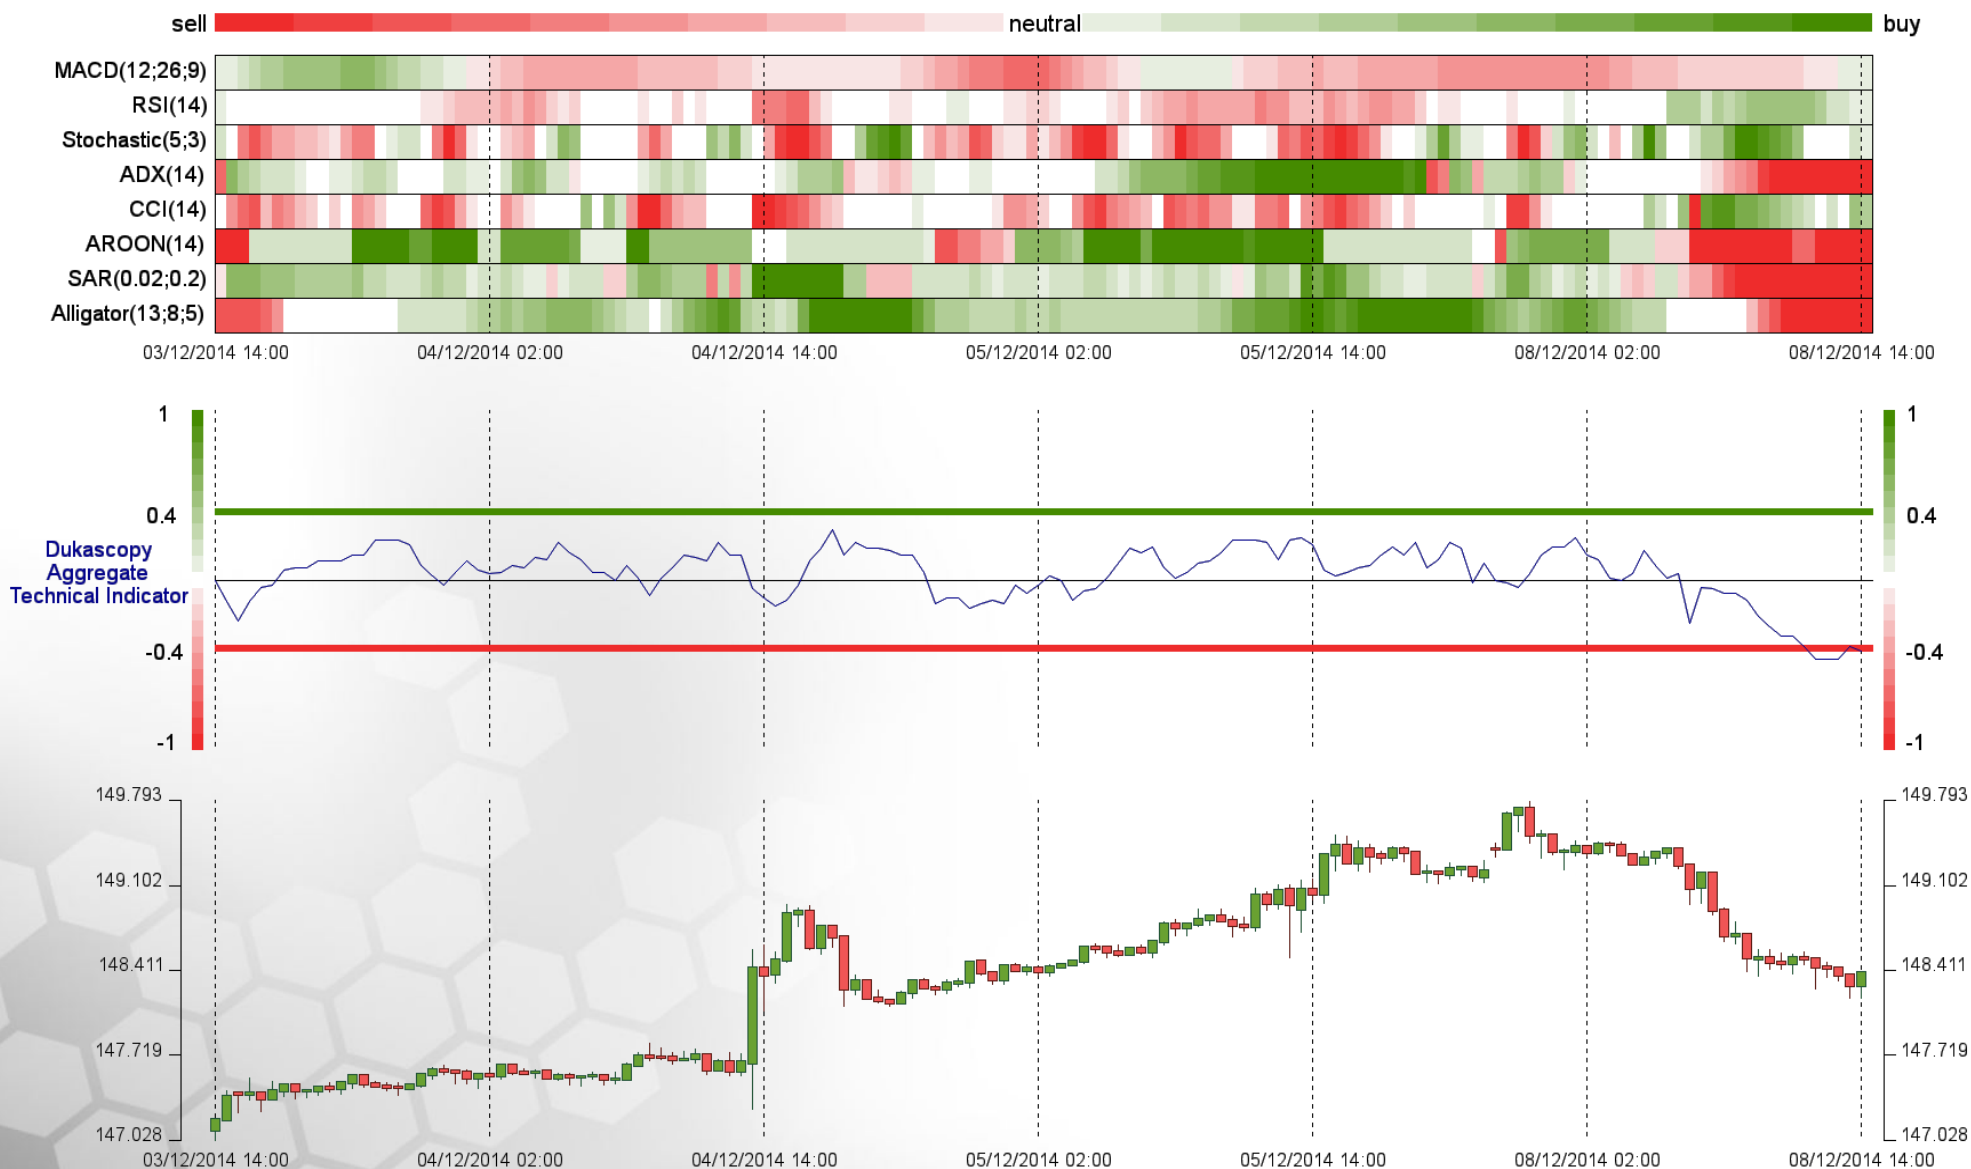 sell neutral buy
MACD(12;26;9)
RSI(14)
Stochastic(5;3)
ADX(14)
CCI(14)
AROON(14)
SAR(0.02;0.2)
Alligator(13;8;5)
03/12/2014 14:00 04/12/2014 02:00 04/12/2014 14:00 05/12/2014 02:00 05/12/2014 14:00 08/12/2014 02:00 08/12/2014 14:00
1 1
0.4 0.4
Dukascopy
Aggregate
Technical Indicator
-0.4 -0.4
-1 -1
149.793 149.793
149.102 149.102
148.411 148.411
147.719 147.719
147.028 147.028
03/12/2014 14:00 04/12/2014 02:00 04/12/2014 14:00 05/12/2014 02:00 05/12/2014 14:00 08/12/2014 02:00 08/12/2014 14:00